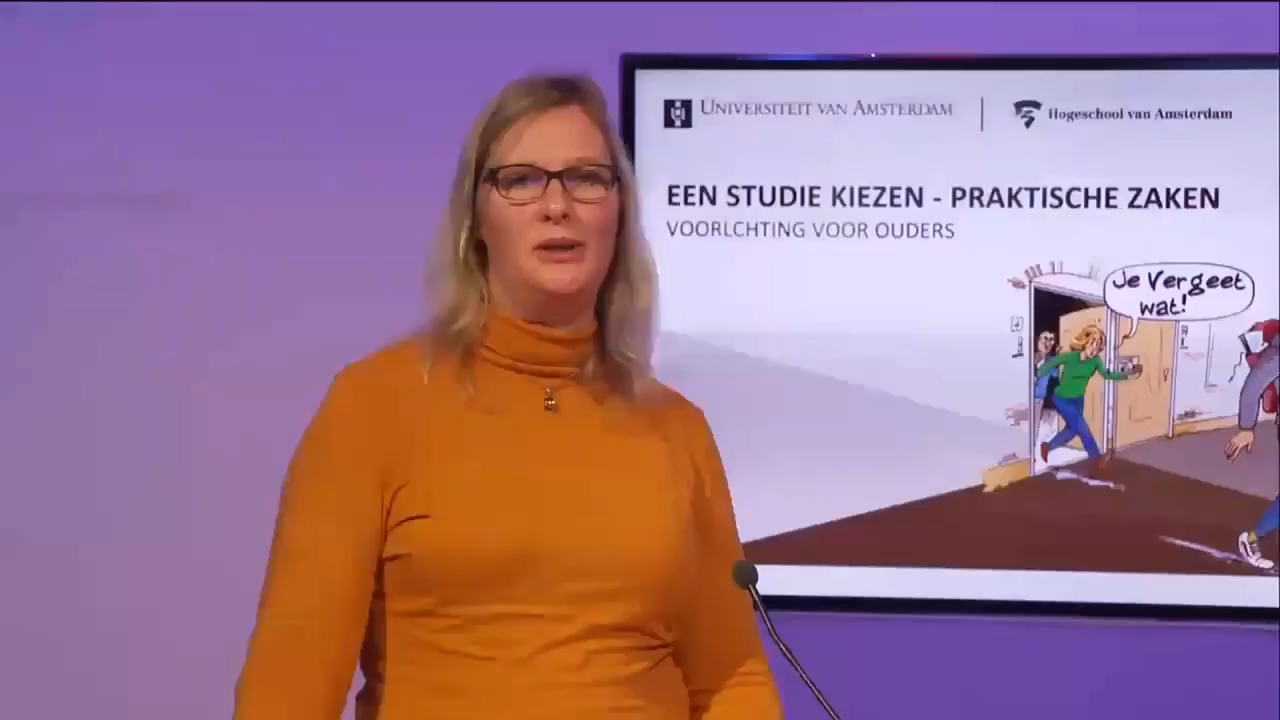 UNIVERSITEIT VAN AMSTERDAM
Hogeschool van Amsterdam
EEN STUDIE KIEZEN - PRAKTISCHE ZAKEN
VOORLCHTING VOOR OUDERS
Je Vergeet
wat!